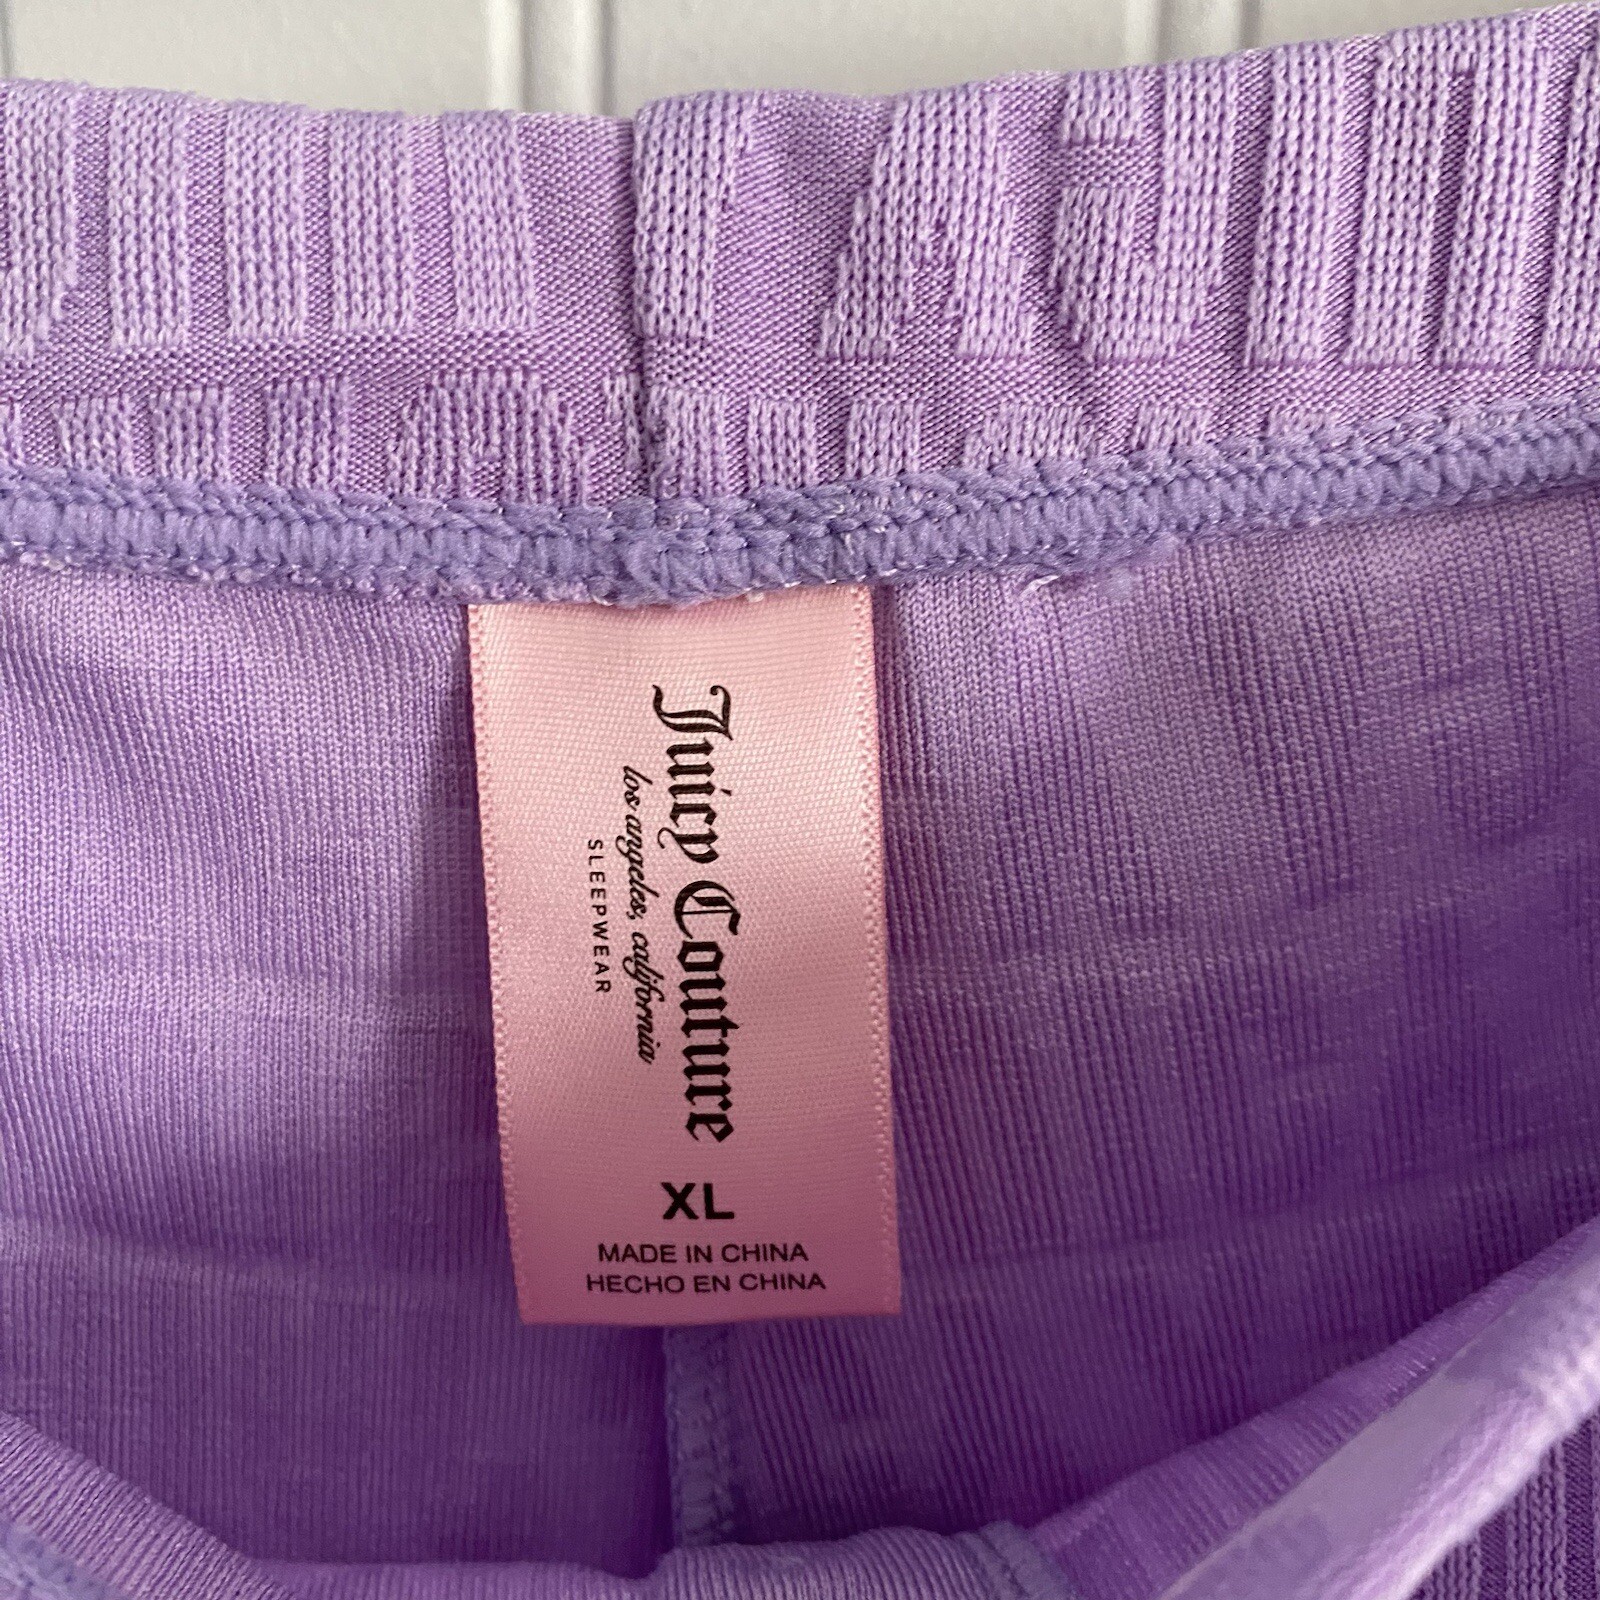 Juicy Couture
los angeles, california
SLEEPWEAR
XL
MADE IN CHINA
HECHO EN CHINA